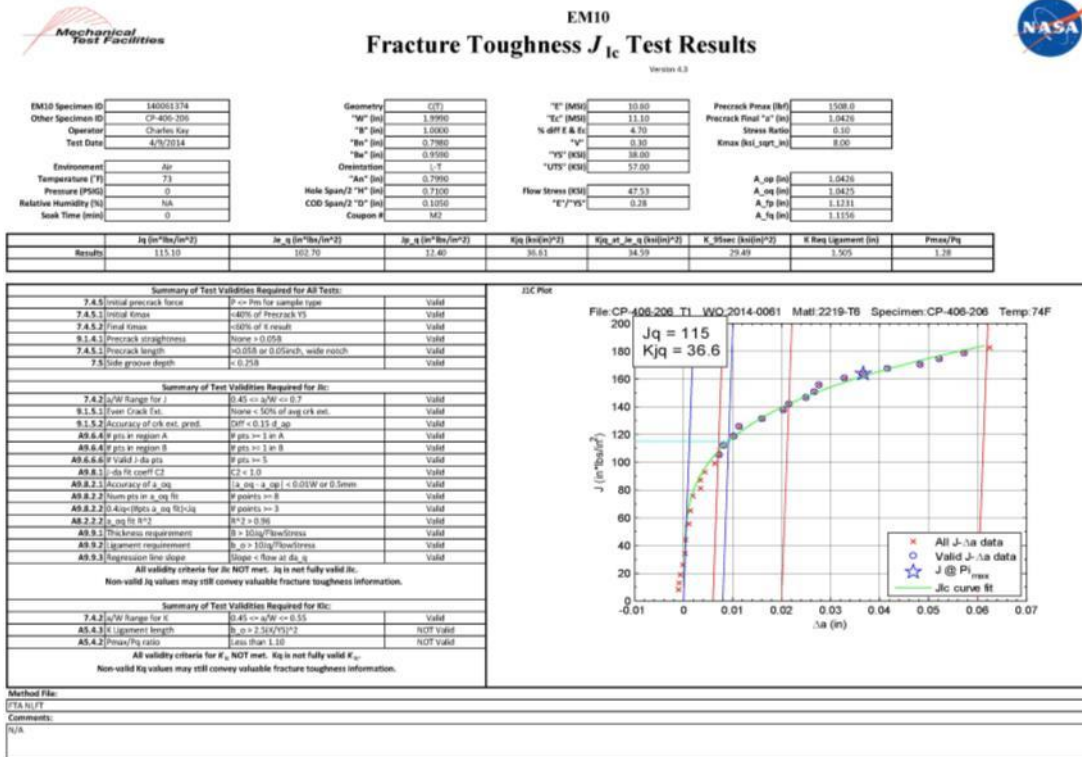 Mechanical
Test Facilities
EM10
Fracture Toughness J Ic Test Results
Version 4.3
NASA
EM10 Specimen ID 140061374
Other Specimen ID CP-406-206
Operator Charles Kay
Test Date 4/9/2014
Environment Air
Temperature (°F) 73
Pressure (PSIG) 0
Relative Humidity (%) NA
Soak Time (min) 0
Geometry C(T)
"W" (in) 1.9990
"B" (in) 1.0000
"Bn" (in) 0.7980
"Be" (in) 0.9590
Oreintation L-T
"An" (in) 0.7990
Hole Span/2 "H" (in) 0.7100
COD Span/2 "D" (in) 0.1050
Coupon # M2
"E" (MSI) 10.60
"Ec" (MSI) 11.10
% diff E & Ec 4.70
"V" 0.30
"YS" (KSI) 38.00
"UTS" (KSI) 57.00
Flow Stress (KSI) 47.53
"E"/"YS" 0.28
Precrack Pmax (lbf) 1508.0
Precrack Final "a" (in) 1.0426
Stress Ratio 0.10
Kmax (ksi_sqrt_in) 8.00
A_op (in) 1.0426
A_oq (in) 1.0425
A_fp (in) 1.1231
A_fq (in) 1.1156
Jq (in*lbs/in^2) Je_q (in*lbs/in^2) Jp_q (in*lbs/in^2) Kjq (ksi(in)^2) Kjq_at_Je_q (ksi(in)^2) K_95sec (ksi(in)^2) K Req Ligament (in) Pmax/Pq
Results 115.10 102.70 12.40 36.61 34.59 29.49 1.505 1.28
Summary of Test Validities Required for All Tests:
7.4.5 Initial precrack force P <= Pm for sample type Valid
7.4.5.1 Initial Kmax <40% of Precrack YS Valid
7.4.5.2 Final Kmax <60% of K result Valid
9.1.4.1 Precrack straightness None > 0.05B Valid
7.4.5.1 Precrack length >0.05B or 0.05inch, wide notch Valid
7.5 Side groove depth < 0.25B Valid
Summary of Test Validities Required for JIc:
7.4.2 a/W Range for J 0.45 <= a/W <= 0.7 Valid
9.1.5.1 Even Crack Ext. None < 50% of avg crk ext. Valid
9.1.5.2 Accuracy of crk ext. pred. Diff < 0.15 d_ap Valid
A9.6.4 # pts in region A # pts >= 1 in A Valid
A9.6.4 # pts in region B # pts >= 1 in B Valid
A9.6.6.6 # Valid J-da pts # pts >= 5 Valid
A9.8.1 J-da fit coeff C2 C2 < 1.0 Valid
A9.8.2.1 Accuracy of a_oq |a_oq - a_op| < 0.01W or 0.5mm Valid
A9.8.2.2 Num pts in a_oq fit # points >= 8 Valid
A9.8.2.2 0.4Jq<(#pts a_oq fit)<Jq # points >= 3 Valid
A8.2.2.2 a_oq fit R^2 R^2 > 0.96 Valid
A9.9.1 Thickness requirement B > 10Jq/FlowStress Valid
A9.9.2 Ligament requirement b_o > 10Jq/FlowStress Valid
A9.9.3 Regression line slope Slope < flow at da_q Valid
All validity criteria for JIc NOT met. Jq is not fully valid JIc.
Non-valid Jq values may still convey valuable fracture toughness information.
Summary of Test Validities Required for KIc:
7.4.2 a/W Range for K 0.45 <= a/W <= 0.55 Valid
A5.4.3 K Ligament length b_o > 2.5(K/YS)^2 NOT Valid
A5.4.2 Pmax/Pq ratio Less than 1.10 NOT Valid
All validity criteria for K Ic NOT met. Kq is not fully valid K Ic.
Non-valid Kq values may still convey valuable fracture toughness information.
J1C Plot
File:CP-406-206_T1 WO:2014-0061 Matl:2219-T6 Specimen:CP-406-206 Temp:74F
Jq = 115
Kjq = 36.6
J (in*lbs/in²)
200
180
160
140
120
100
80
60
40
20
0
-0.01 0 0.01 0.02 0.03 0.04 0.05 0.06 0.07
Δa (in)
All J-Δa data
Valid J-Δa data
J @ Pi max
JIc curve fit
Method File:
FTA NLFT
Comments:
N/A